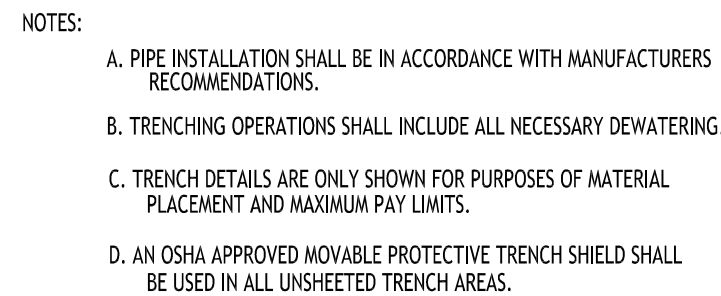 NOTES:
A. PIPE INSTALLATION SHALL BE IN ACCORDANCE WITH MANUFACTURERS
RECOMMENDATIONS.
B. TRENCHING OPERATIONS SHALL INCLUDE ALL NECESSARY DEWATERING.
C. TRENCH DETAILS ARE ONLY SHOWN FOR PURPOSES OF MATERIAL
PLACEMENT AND MAXIMUM PAY LIMITS.
D. AN OSHA APPROVED MOVABLE PROTECTIVE TRENCH SHIELD SHALL
BE USED IN ALL UNSHEETED TRENCH AREAS.